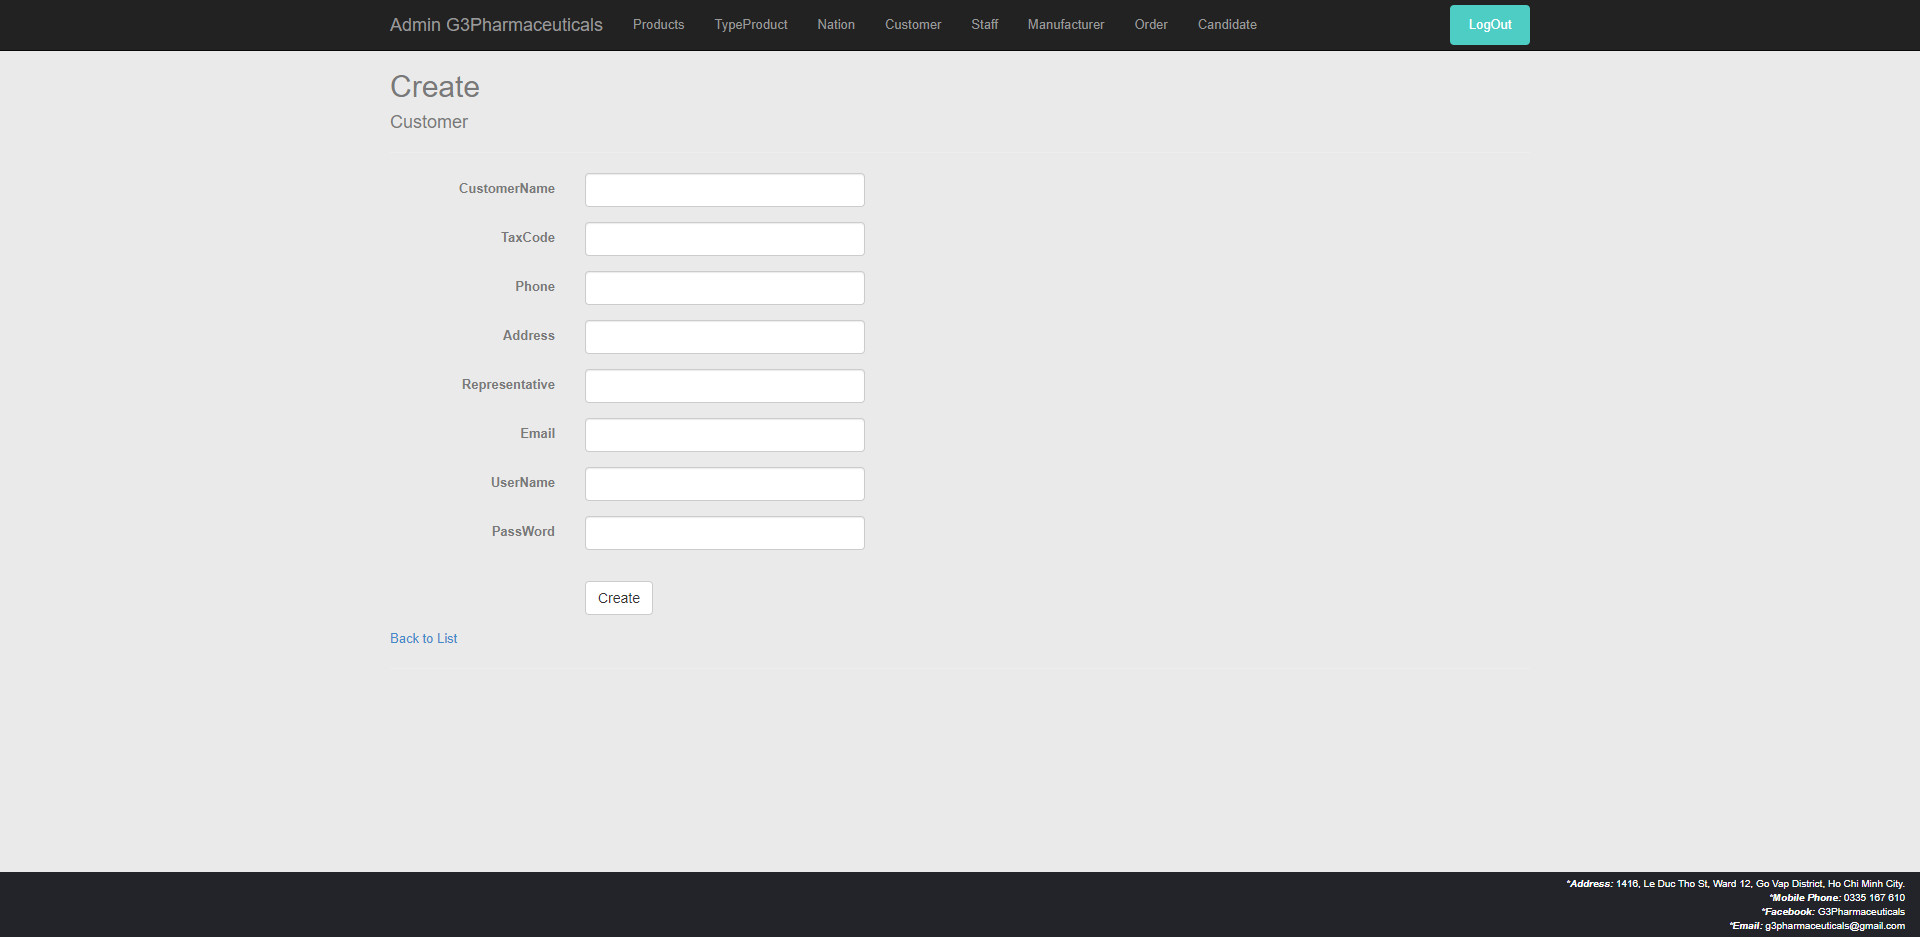 Admin G3Pharmaceuticals Products TypeProduct Nation Customer Staff Manufacturer Order Candidate LogOut
Create
Customer
CustomerName
TaxCode
Phone
Address
Representative
Email
UserName
PassWord
Create
Back to List
*Address: 1416, Le Duc Tho St, Ward 12, Go Vap District, Ho Chi Minh City.
*Mobile Phone: 0335 167 610
*Facebook: G3Pharmaceuticals
*Email: g3pharmaceuticals@gmail.com